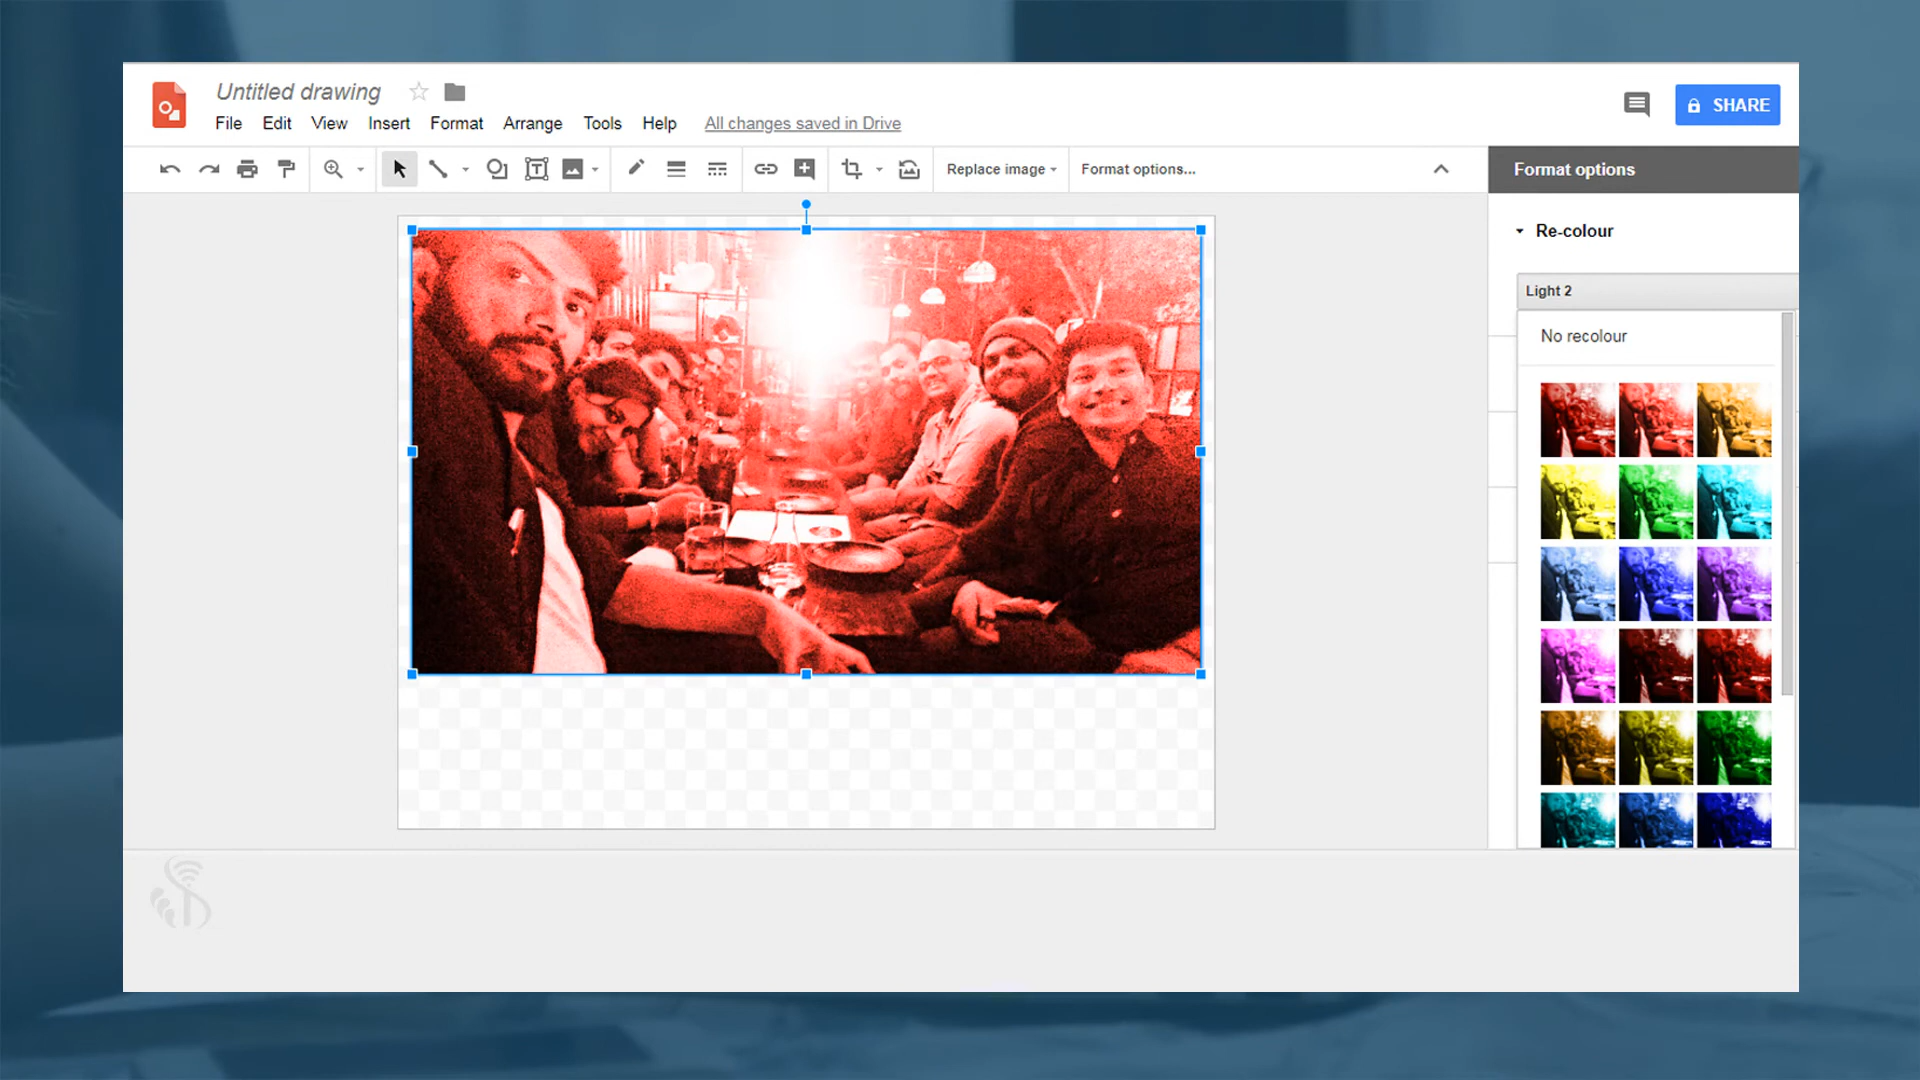 Untitled drawing
File Edit View Insert Format Arrange Tools Help All changes saved in Drive
SHARE
Replace image Format options...
Format options
Re-colour
Light 2
No recolour